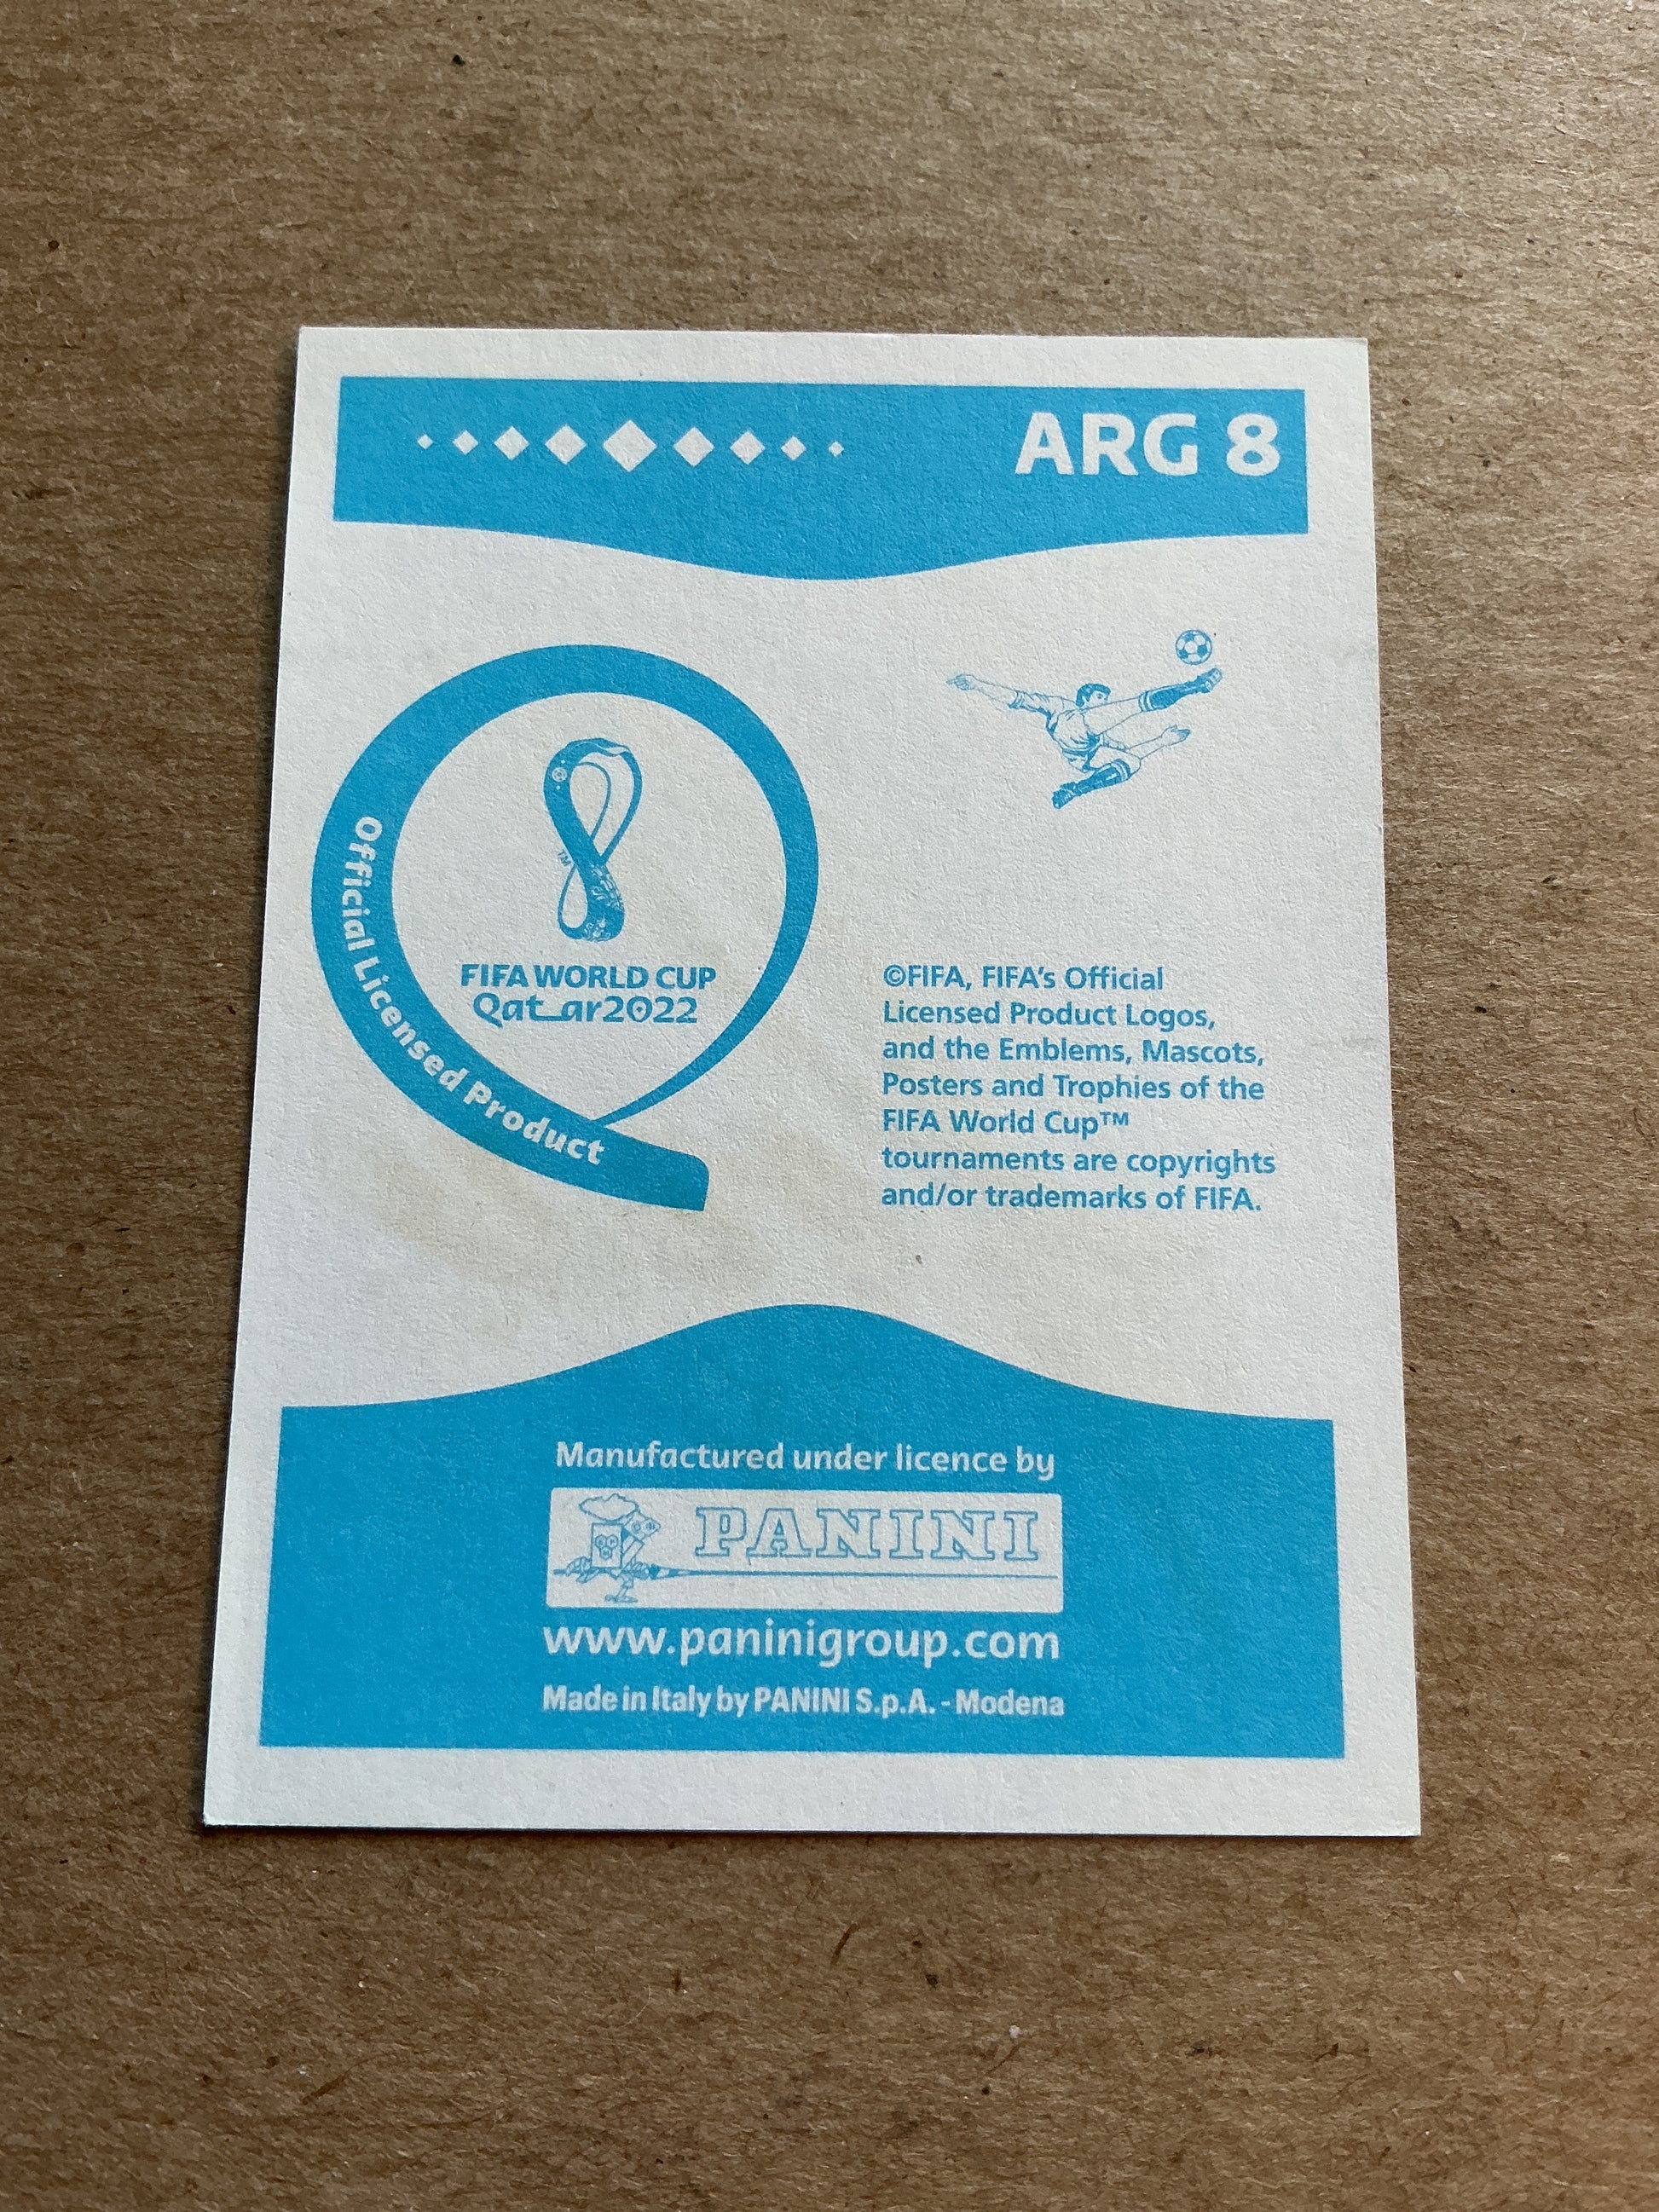 ARG 8
Official Licensed Product
TM
FIFA WORLD CUP
Qatar2022
©FIFA, FIFA's Official
Licensed Product Logos,
and the Emblems, Mascots,
Posters and Trophies of the
FIFA World Cup™
tournaments are copyrights
and/or trademarks of FIFA.
Manufactured under licence by
PANINI
www.paninigroup.com
Made in Italy by PANINI S.p.A. - Modena